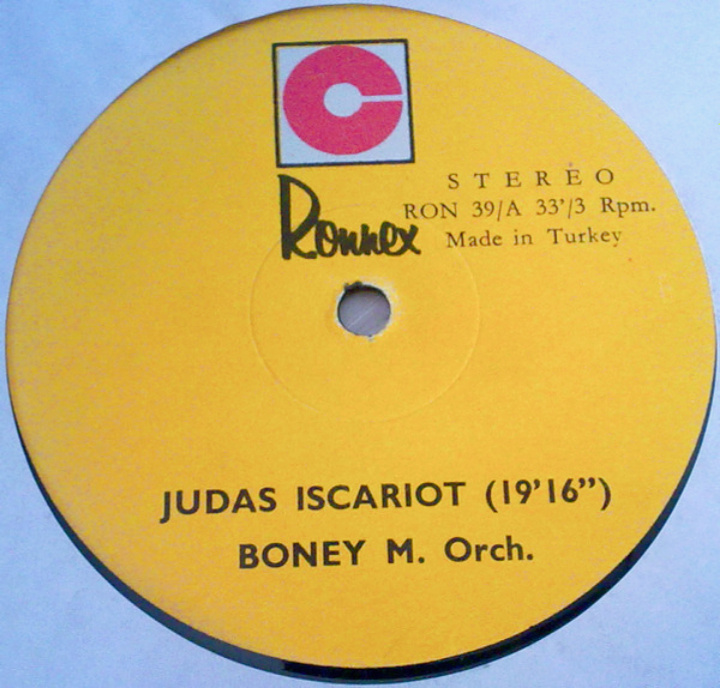 STEREO
RON 39/A 33'/3 Rpm.
Ronnex
Made in Turkey
JUDAS ISCARIOT (19'16")
BONEY M. Orch.